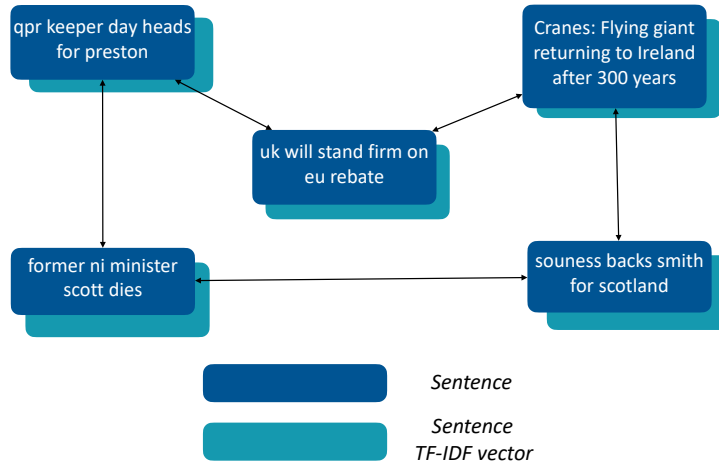 qpr keeper day heads
for preston
Cranes: Flying giant
returning to Ireland
after 300 years
uk will stand firm on
eu rebate
former ni minister
scott dies
souness backs smith
for scotland
Sentence
Sentence
TF-IDF vector